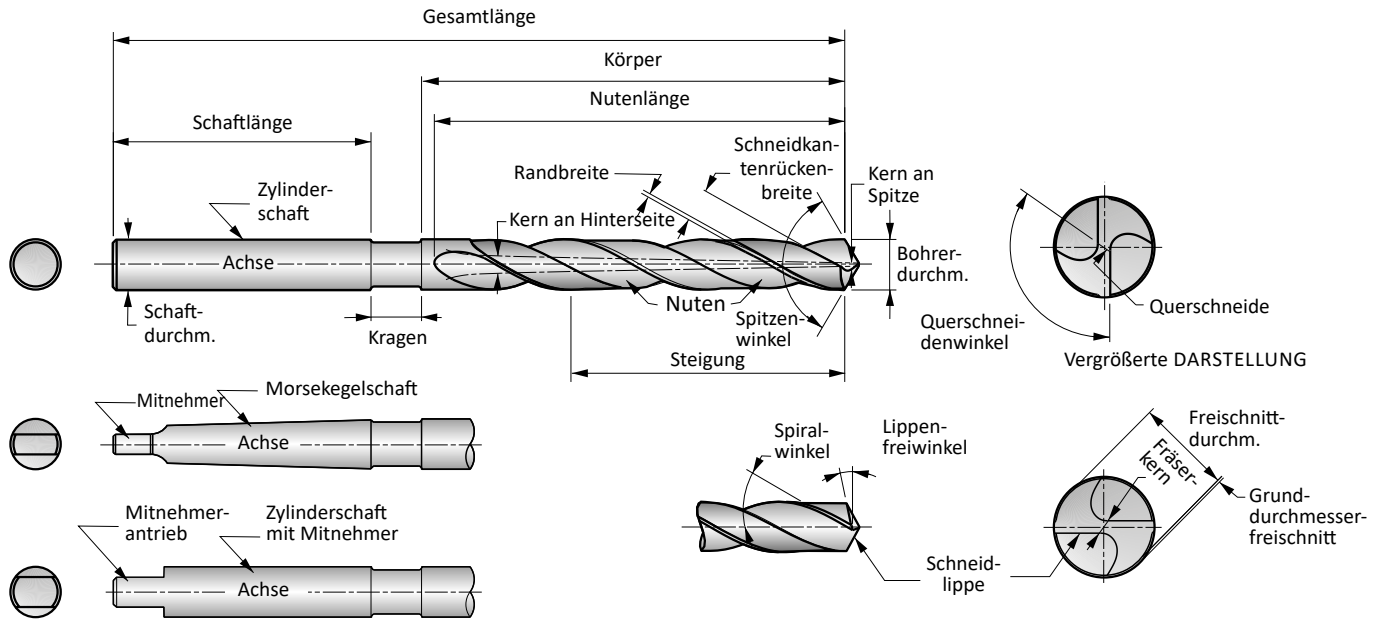 Gesamtlänge
Körper
Nutenlänge
Schaftlänge
Schneidkan-
tenrücken-
breite
Randbreite
Kern an
Spitze
Zylinder-
schaft
Kern an Hinterseite
Achse
Bohrer-
durchm.
Schaft-
durchm.
Kragen
Nuten
Spitzen-
winkel
Steigung
Querschneide
Querschnei-
denwinkel
Vergrößerte DARSTELLUNG
Mitnehmer
Morsekegelschaft
Achse
Spiral-
winkel
Lippen-
freiwinkel
Freischnitt-
durchm.
Fräser-
kern
Grund-
durchmesser-
freischnitt
Mitnehmer-
antrieb
Zylinderschaft
mit Mitnehmer
Achse
Schneid-
lippe